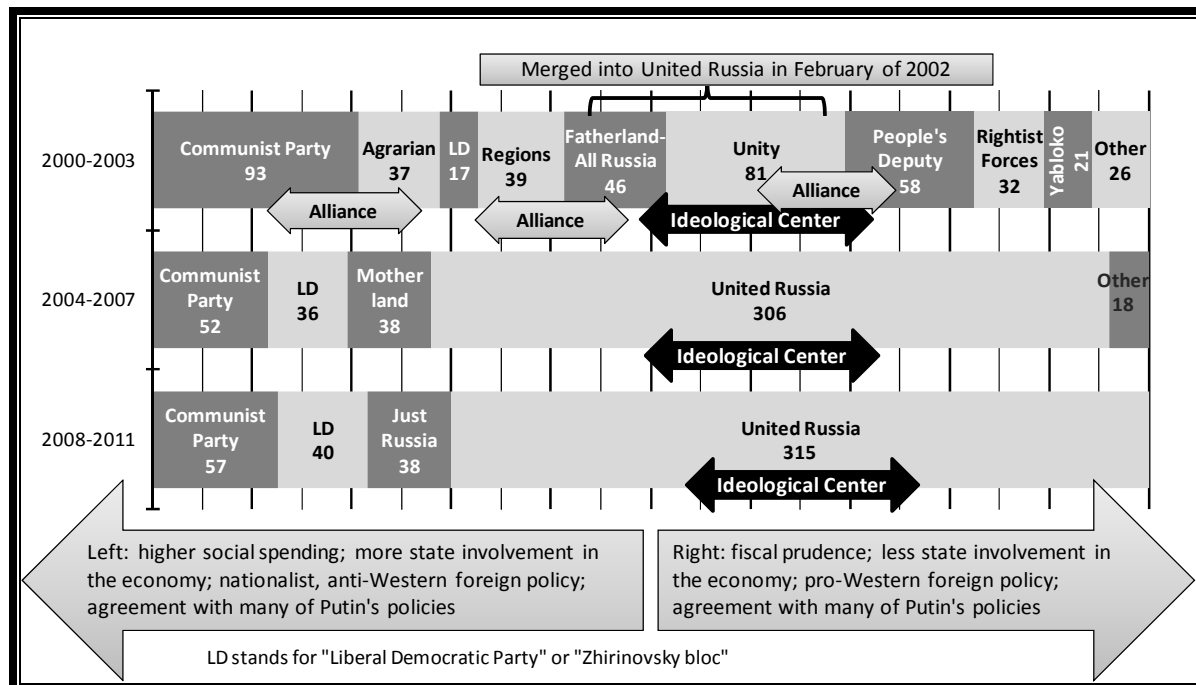 Merged into United Russia in February of 2002
2000-2003
Communist Party
93
Agrarian
37
LD
17
Regions
39
Fatherland-
All Russia
46
Unity
81
People's
Deputy
58
Rightist
Forces
32
Yabloko
21
Other
26
Alliance
Alliance
Alliance
Ideological Center
2004-2007
Communist
Party
52
LD
36
Mother
land
38
United Russia
306
Other
18
Ideological Center
2008-2011
Communist
Party
57
LD
40
Just
Russia
38
United Russia
315
Ideological Center
Left: higher social spending; more state involvement in
the economy; nationalist, anti-Western foreign policy;
agreement with many of Putin's policies
Right: fiscal prudence; less state involvement in
the economy; pro-Western foreign policy;
agreement with many of Putin's policies
LD stands for "Liberal Democratic Party" or "Zhirinovsky bloc"